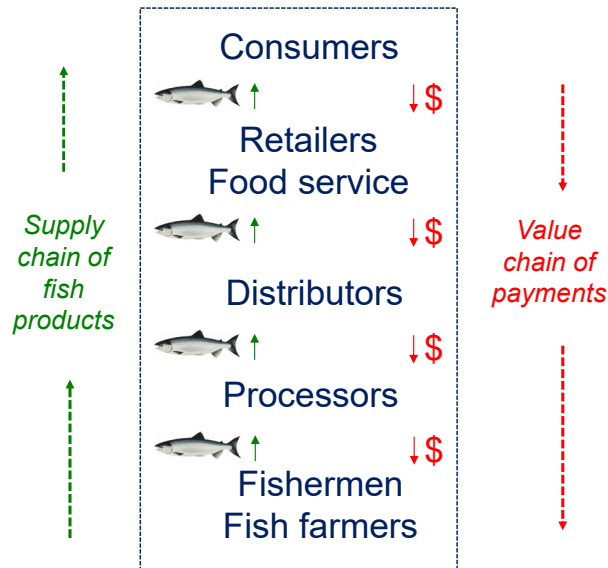 Consumers
$
Retailers
Food service
$
Supply
chain of
fish
products
Value
chain of
payments
Distributors
$
Processors
$
Fishermen
Fish farmers